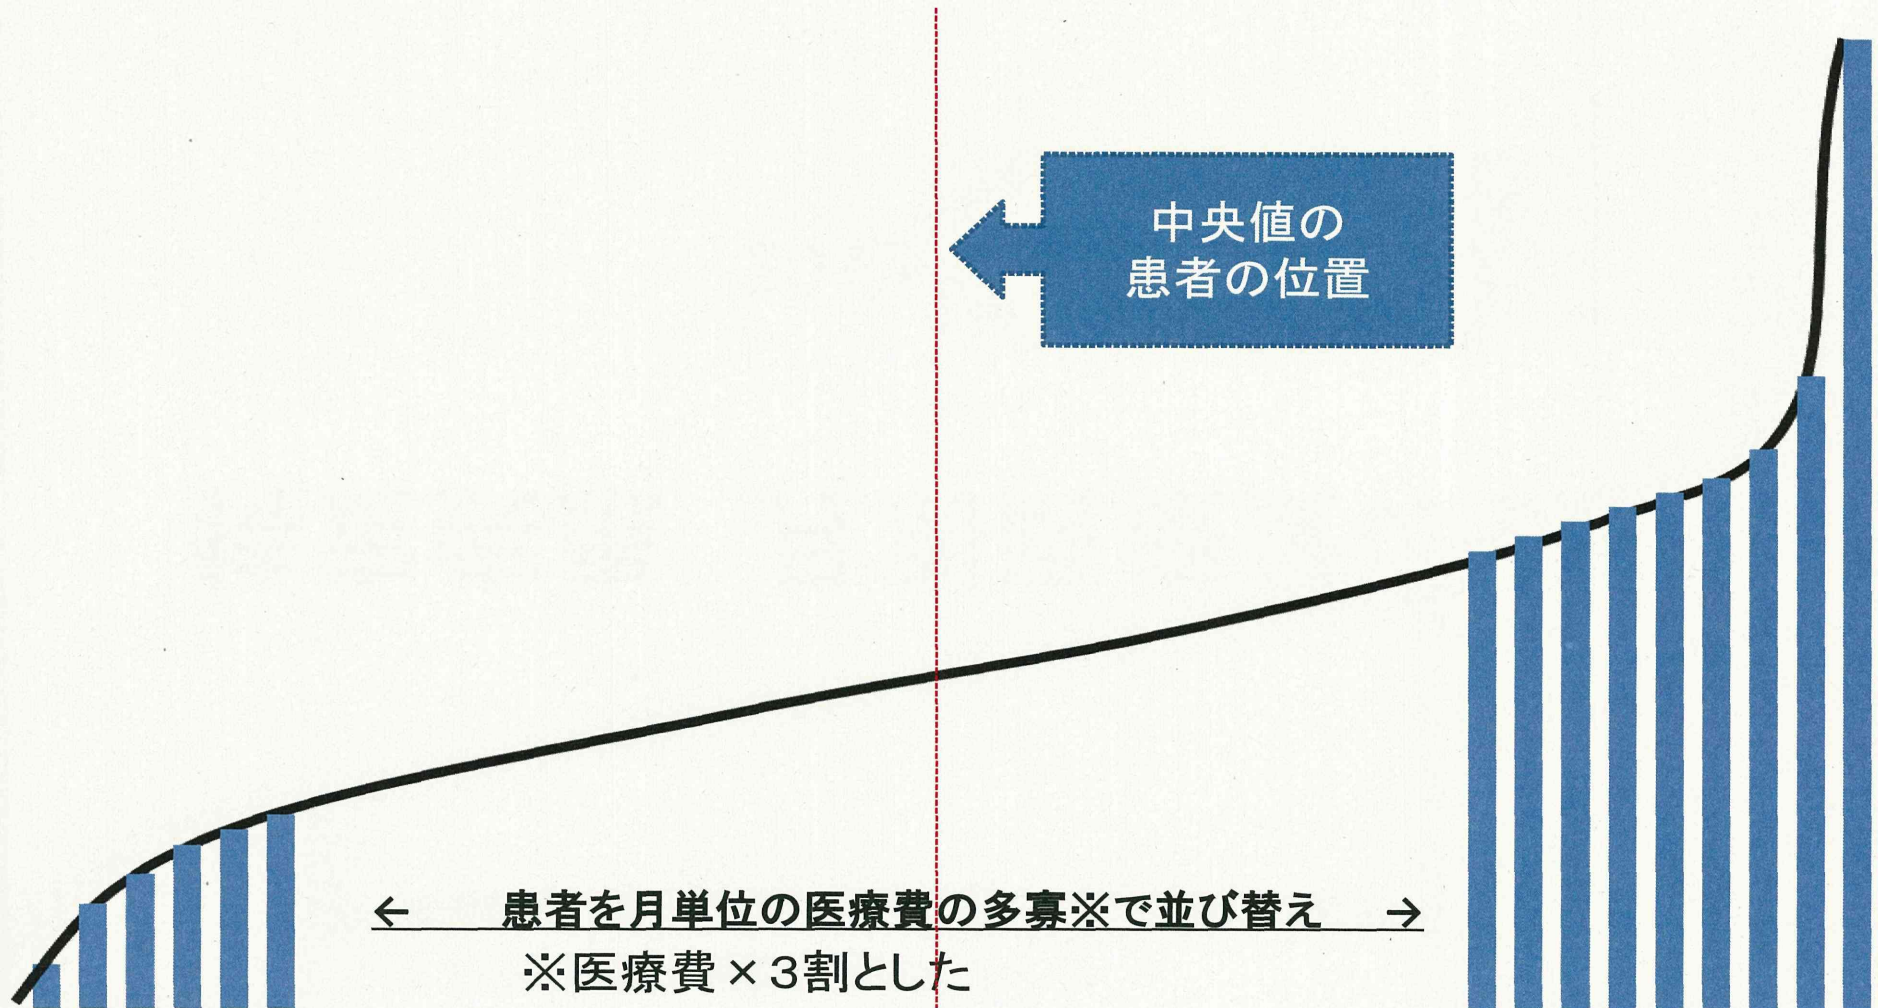 中央値の
患者の位置
← 患者を月単位の医療費の多寡※で並び替え →
※医療費×3割とした